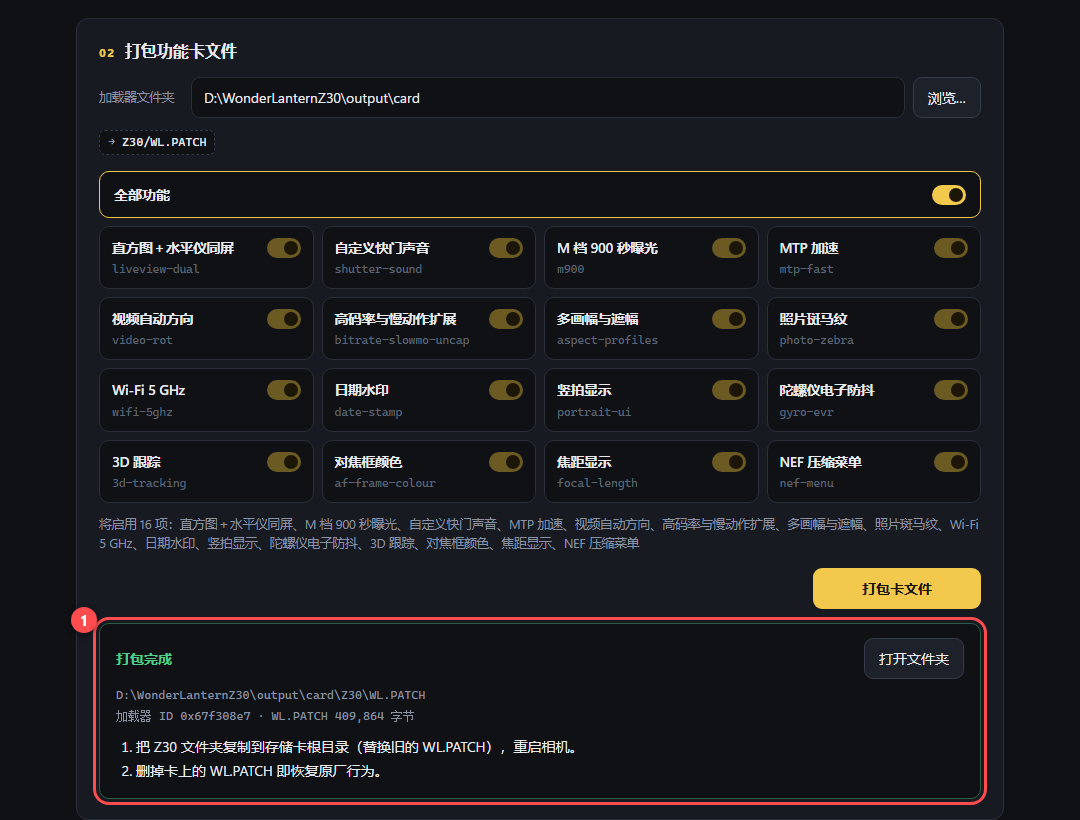 02 打包功能卡文件
加载器文件夹 D:\WonderLanternZ30\output\card 浏览...
→ Z30/WL.PATCH
全部功能
直方图 + 水平仪同屏 自定义快门声音 M 档 900 秒曝光 MTP 加速
liveview-dual shutter-sound m900 mtp-fast
视频自动方向 高码率与慢动作扩展 多画幅与遮幅 照片斑马纹
video-rot bitrate-slowmo-uncap aspect-profiles photo-zebra
Wi-Fi 5 GHz 日期水印 竖拍显示 陀螺仪电子防抖
wifi-5ghz date-stamp portrait-ui gyro-evr
3D 跟踪 对焦框颜色 焦距显示 NEF 压缩菜单
3d-tracking af-frame-colour focal-length nef-menu
将启用 16 项：直方图 + 水平仪同屏、M 档 900 秒曝光、自定义快门声音、MTP 加速、视频自动方向、高码率与慢动作扩展、多画幅与遮幅、照片斑马纹、Wi-Fi
5 GHz、日期水印、竖拍显示、陀螺仪电子防抖、3D 跟踪、对焦框颜色、焦距显示、NEF 压缩菜单
打包卡文件
1
打包完成 打开文件夹
D:\WonderLanternZ30\output\card\Z30\WL.PATCH
加载器 ID 0x67f308e7 · WL.PATCH 409,864 字节
1. 把 Z30 文件夹复制到存储卡根目录（替换旧的 WL.PATCH），重启相机。
2. 删掉卡上的 WL.PATCH 即恢复原厂行为。